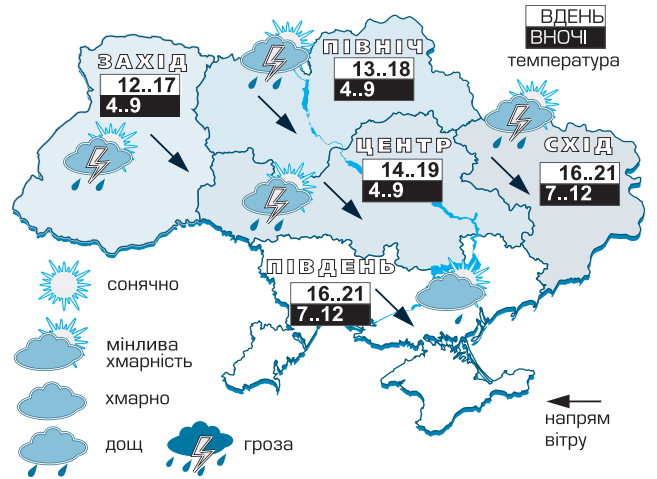 ВДЕНЬ
ВНОЧІ
температура
ПІВНІЧ
13..18
4..9
ЗАХІД
12..17
4..9
ЦЕНТР
14..19
4..9
СХІД
16..21
7..12
ПІВДЕНЬ
16..21
7..12
сонячно
мінлива
хмарність
хмарно
дощ
гроза
напрям
вітру